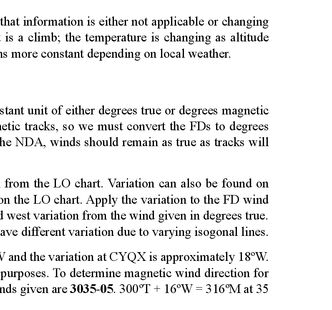 that information is either not applicable or changing
is a climb; the temperature is changing as altitude
ns more constant depending on local weather.
stant unit of either degrees true or degrees magnetic
etic tracks, so we must convert the FDs to degrees
he NDA, winds should remain as true as tracks will
from the LO chart. Variation can also be found on
on the LO chart. Apply the variation to the FD wind
d west variation from the wind given in degrees true.
ave different variation due to varying isogonal lines.
W and the variation at CYQX is approximately 18°W.
purposes. To determine magnetic wind direction for
nds given are 3035-05. 300°T + 16°W = 316°M at 35